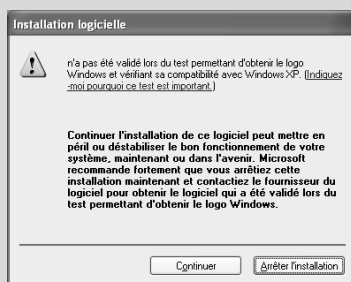 Installation logicielle
n'a pas été validé lors du test permettant d'obtenir le logo
Windows et vérifiant sa compatibilité avec Windows XP. (Indiquez
-moi pourquoi ce test est important.)
Continuer l'installation de ce logiciel peut mettre en
péril ou déstabiliser le bon fonctionnement de votre
système, maintenant ou dans l'avenir. Microsoft
recommande fortement que vous arrêtiez cette
installation maintenant et contactiez le fournisseur du
logiciel pour obtenir le logiciel qui a été validé lors du
test permettant d'obtenir le logo Windows.
Continuer
Arrêter l'installation